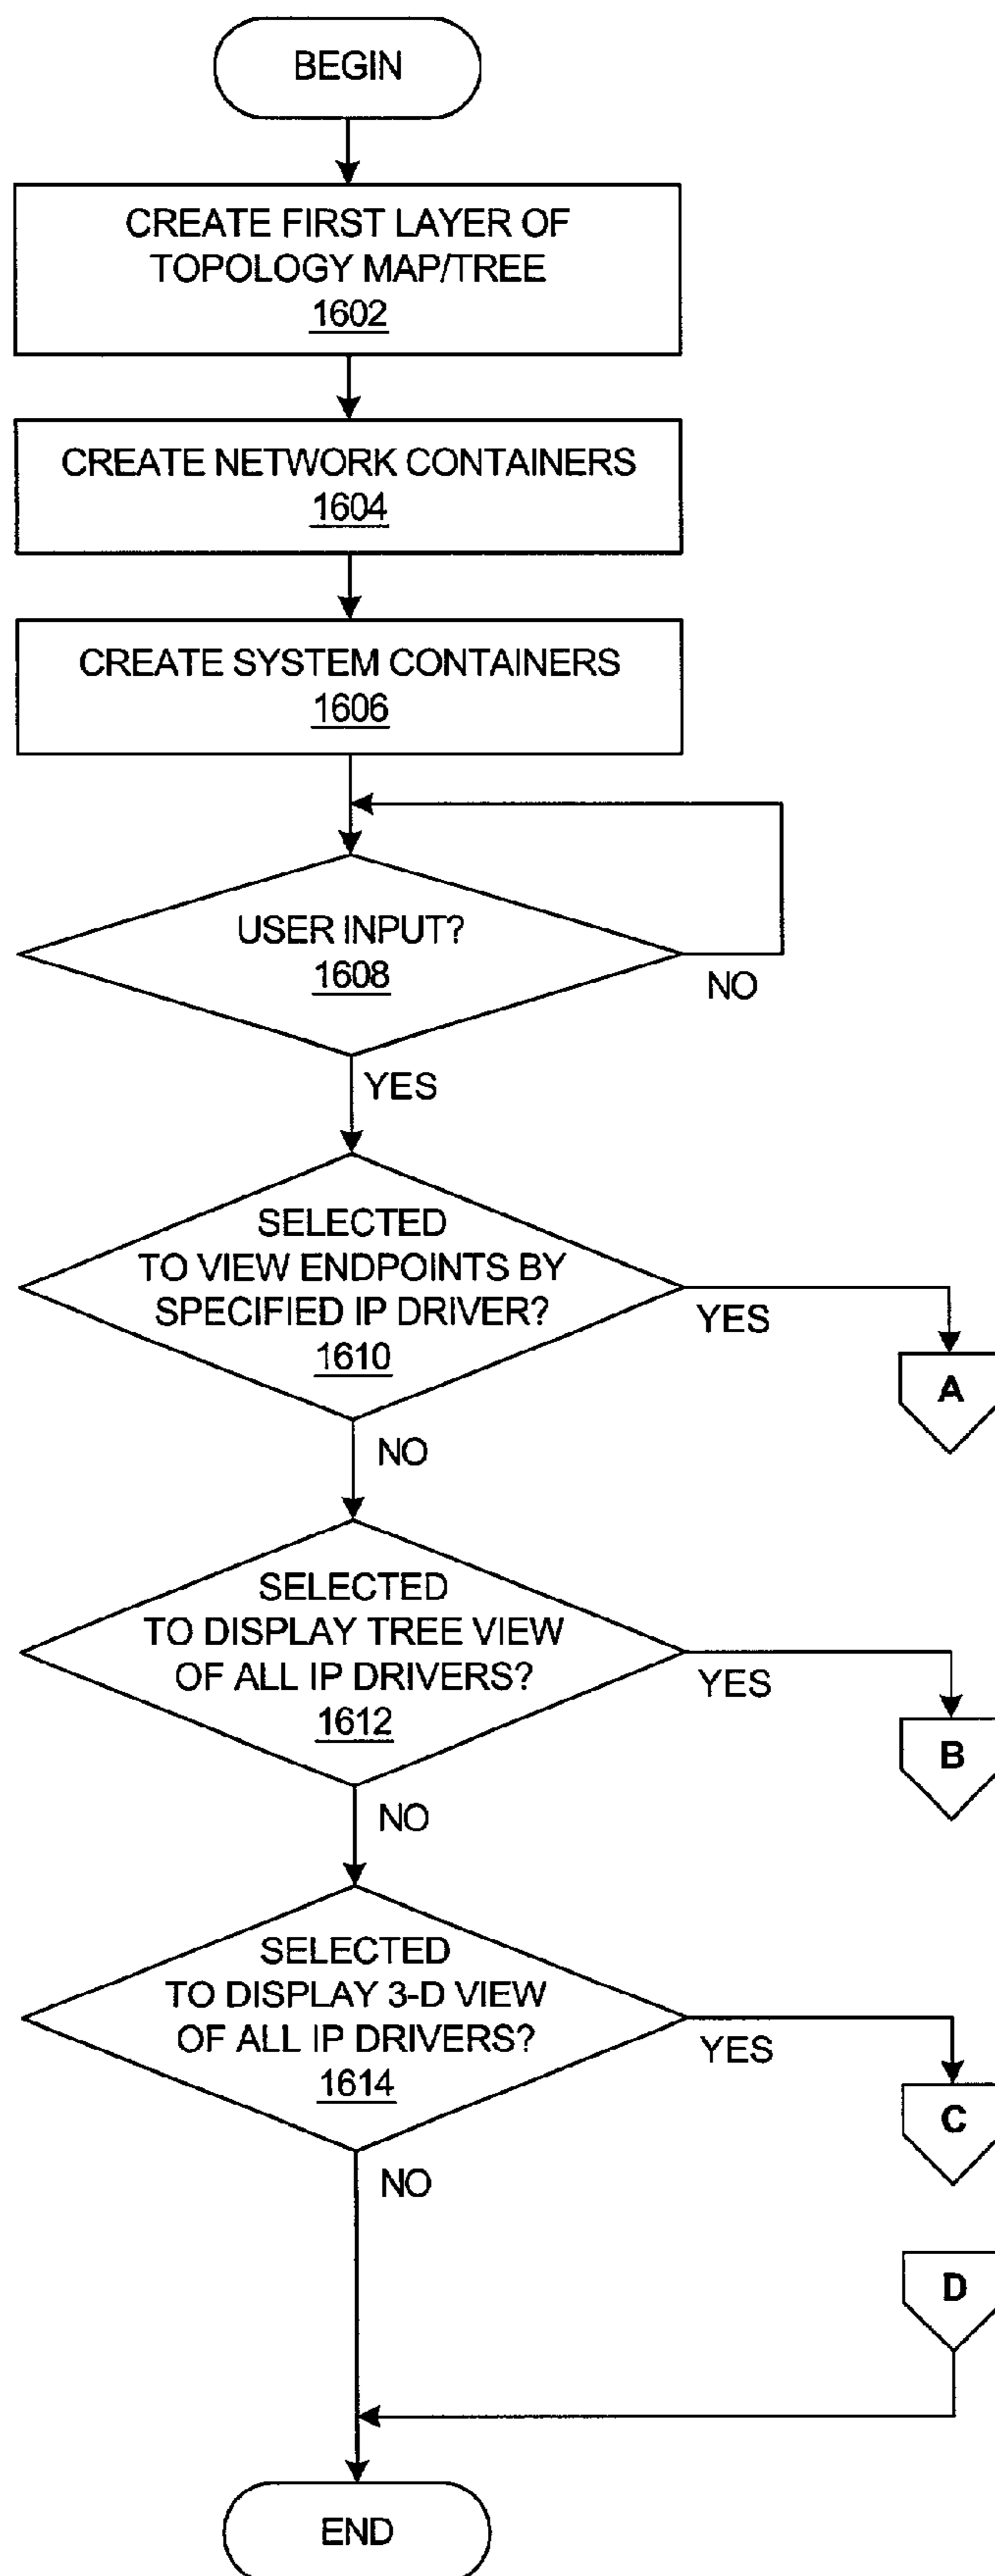 BEGIN
CREATE FIRST LAYER OF
TOPOLOGY MAP/TREE
1602
CREATE NETWORK CONTAINERS
1604
CREATE SYSTEM CONTAINERS
1606
USER INPUT?
1608
NO
YES
SELECTED
TO VIEW ENDPOINTS BY
SPECIFIED IP DRIVER?
1610
YES
A
NO
SELECTED
TO DISPLAY TREE VIEW
OF ALL IP DRIVERS?
1612
YES
B
NO
SELECTED
TO DISPLAY 3-D VIEW
OF ALL IP DRIVERS?
1614
YES
C
NO
D
END